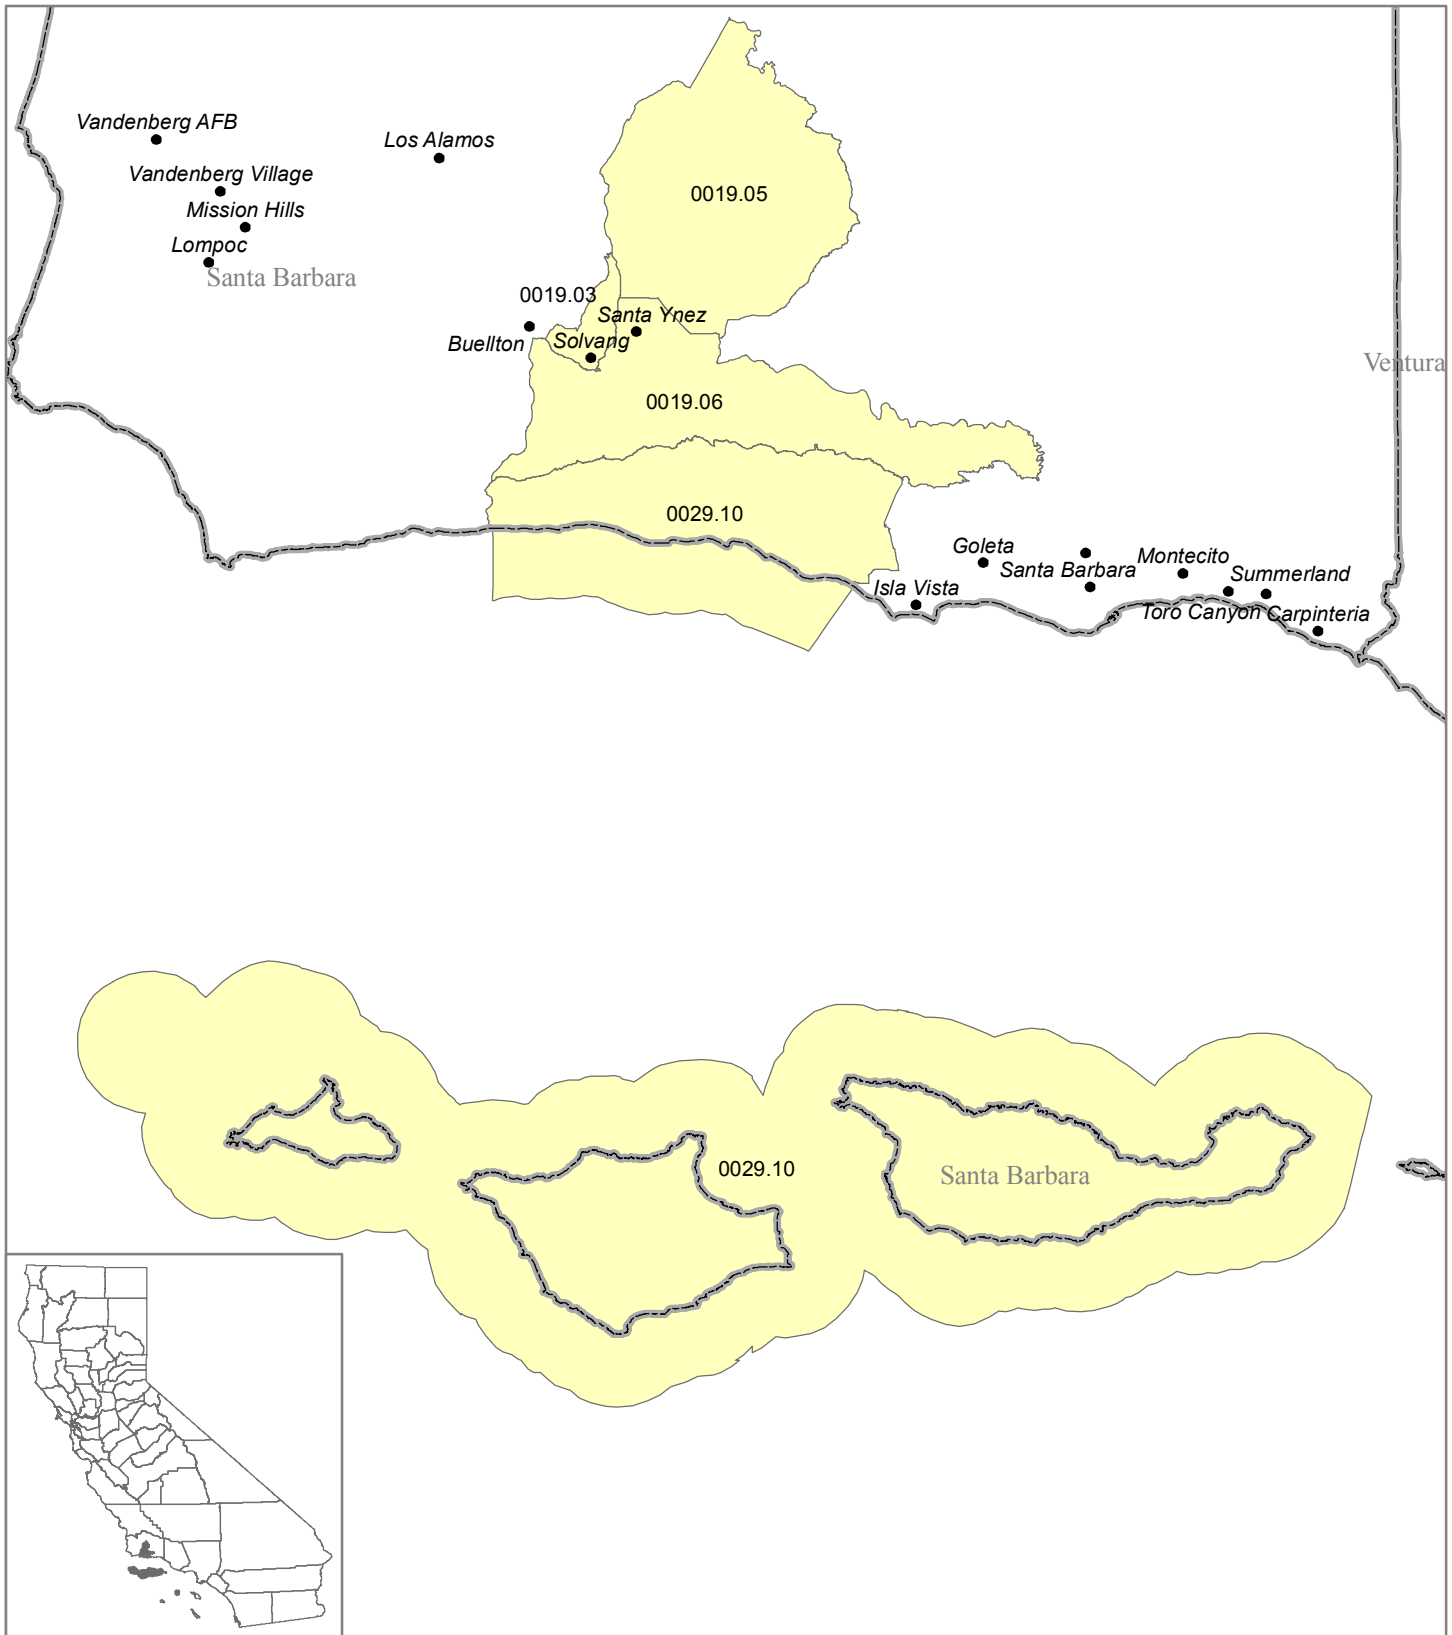 Vandenberg AFB
Los Alamos
Vandenberg Village
0019.05
Mission Hills
Lompoc
Santa Barbara
0019.03
Santa Ynez
Buellton
Solvang
Ventura
0019.06
0029.10
Goleta
Santa Barbara
Montecito
Isla Vista
Summerland
Toro Canyon
Carpinteria
0029.10
Santa Barbara